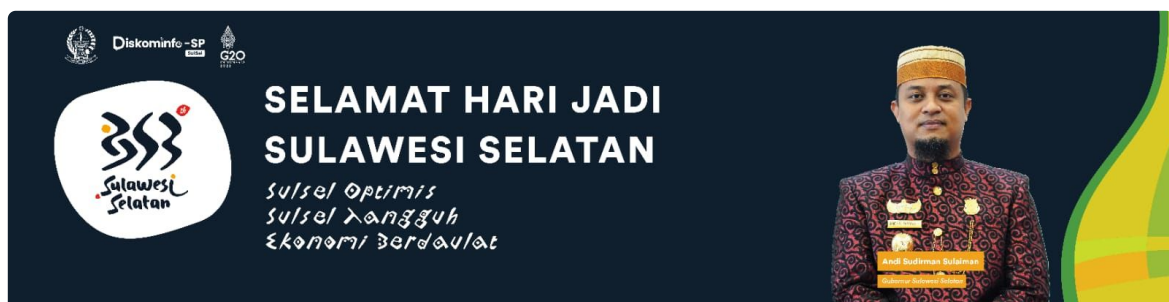 Diskominfo-SP
SulSel
G20
353
Sulawesi
Selatan
SELAMAT HARI JADI
SULAWESI SELATAN
Sulsel Optimis
Sulsel Tangguh
Ekonomi Berdaulat
Andi Sudirman Sulaiman
Gubernur Sulawesi Selatan